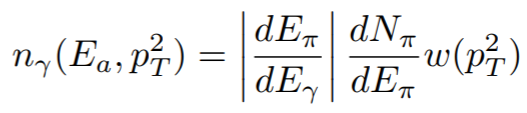 n_γ(E_a, p_T^2) = |dE_π/dE_γ| dN_π/dE_π w(p_T^2)